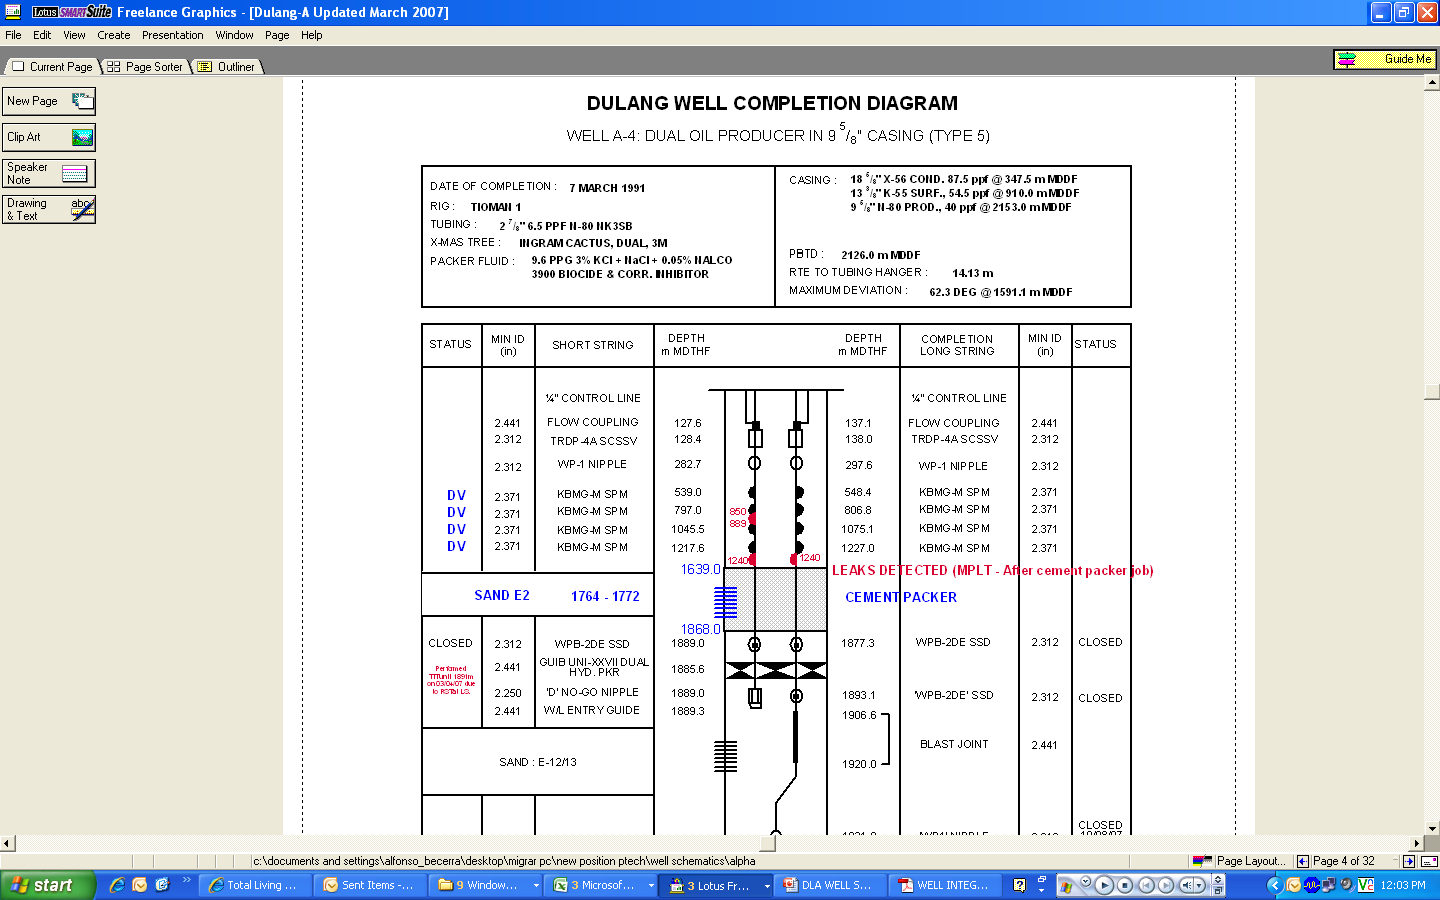 Lotus SMARTSuite Freelance Graphics - [Dulang-A Updated March 2007]
File Edit View Create Presentation Window Page Help
Current Page Page Sorter Outliner Guide Me
New Page
Clip Art
Speaker
Note
Drawing
& Text abc
DULANG WELL COMPLETION DIAGRAM
WELL A-4: DUAL OIL PRODUCER IN 9 5/8" CASING (TYPE 5)
DATE OF COMPLETION : 7 MARCH 1991
RIG : TIOMAN 1
TUBING : 2 7/8" 6.5 PPF N-80 NK3SB
X-MAS TREE : INGRAM CACTUS, DUAL, 3M
PACKER FLUID : 9.6 PPG 3% KCl + NaCl + 0.05% NALCO
3900 BIOCIDE & CORR. INHIBITOR
CASING : 18 5/8" X-56 COND. 87.5 ppf @ 347.5 m MDDF
13 3/8" K-55 SURF., 54.5 ppf @ 910.0 m MDDF
9 5/8" N-80 PROD., 40 ppf @ 2153.0 m MDDF
PBTD : 2126.0 m MDDF
RTE TO TUBING HANGER : 14.13 m
MAXIMUM DEVIATION : 62.3 DEG @ 1591.1 m MDDF
STATUS MIN ID (in) SHORT STRING DEPTH m MDTHF DEPTH m MDTHF COMPLETION LONG STRING MIN ID (in) STATUS
¼" CONTROL LINE ¼" CONTROL LINE
2.441 FLOW COUPLING 127.6 137.1 FLOW COUPLING 2.441
2.312 TRDP-4A SCSSV 128.4 138.0 TRDP-4A SCSSV 2.312
2.312 WP-1 NIPPLE 282.7 297.6 WP-1 NIPPLE 2.312
DV 2.371 KBMG-M SPM 539.0 548.4 KBMG-M SPM 2.371
DV 2.371 KBMG-M SPM 797.0 850 806.8 KBMG-M SPM 2.371
889
DV 2.371 KBMG-M SPM 1045.5 1075.1 KBMG-M SPM 2.371
DV 2.371 KBMG-M SPM 1217.6 1227.0 KBMG-M SPM 2.371
1240 1240
1639.0 LEAKS DETECTED (MPLT - After cement packer job)
SAND E2 1764 - 1772 CEMENT PACKER
1868.0
CLOSED 2.312 WPB-2DE SSD 1889.0 1877.3 WPB-2DE SSD 2.312 CLOSED
2.441 GUIB UNI-XXVII DUAL
HYD. PKR 1885.6
2.250 'D' NO-GO NIPPLE 1889.0 1893.1 'WPB-2DE' SSD 2.312 CLOSED
2.441 W/L ENTRY GUIDE 1889.3
1906.6
BLAST JOINT 2.441
SAND : E-12/13
1920.0
CLOSED
c:\documents and settings\alfonso_becerra\desktop\migrar pc\new position ptech\well schematics\alpha Page Layout... Page 4 of 32
start Total Living ... Sent Items -... 9 Window... 3 Microsof... 3 Lotus Fr... DLA WELL S... WELL INTEG... 12:03 PM